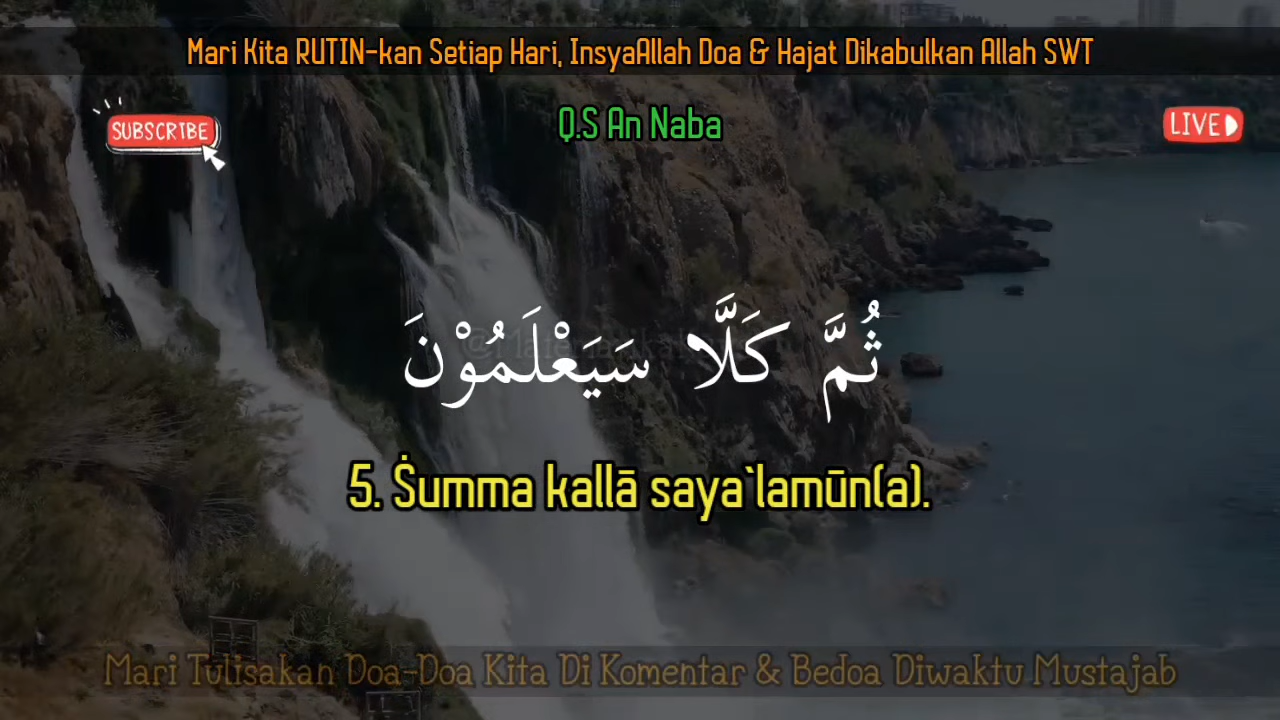 Mari Kita RUTIN-kan Setiap Hari, InsyaAllah Doa & Hajat Dikabulkan Allah SWT
Q.S An Naba
SUBSCRIBE
LIVE
ثُمَّ كَلَّا سَيَعْلَمُوْنَ
5. Ṡumma kallā saya`lamūn(a).
Mari Tulisakan Doa-Doa Kita Di Komentar & Bedoa Diwaktu Mustajab